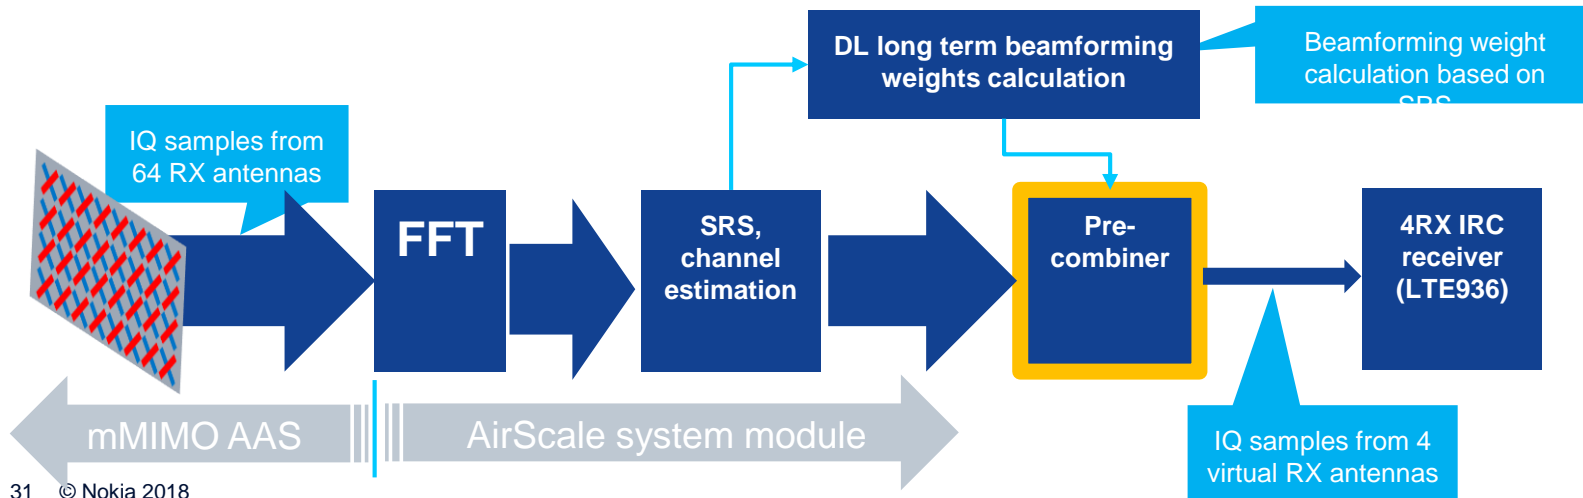 DL long term beamforming
weights calculation
Beamforming weight
calculation based on
SRS
IQ samples from
64 RX antennas
FFT
SRS,
channel
estimation
Pre-
combiner
4RX IRC
receiver
(LTE936)
mMIMO AAS
AirScale system module
IQ samples from 4
virtual RX antennas
31 © Nokia 2018